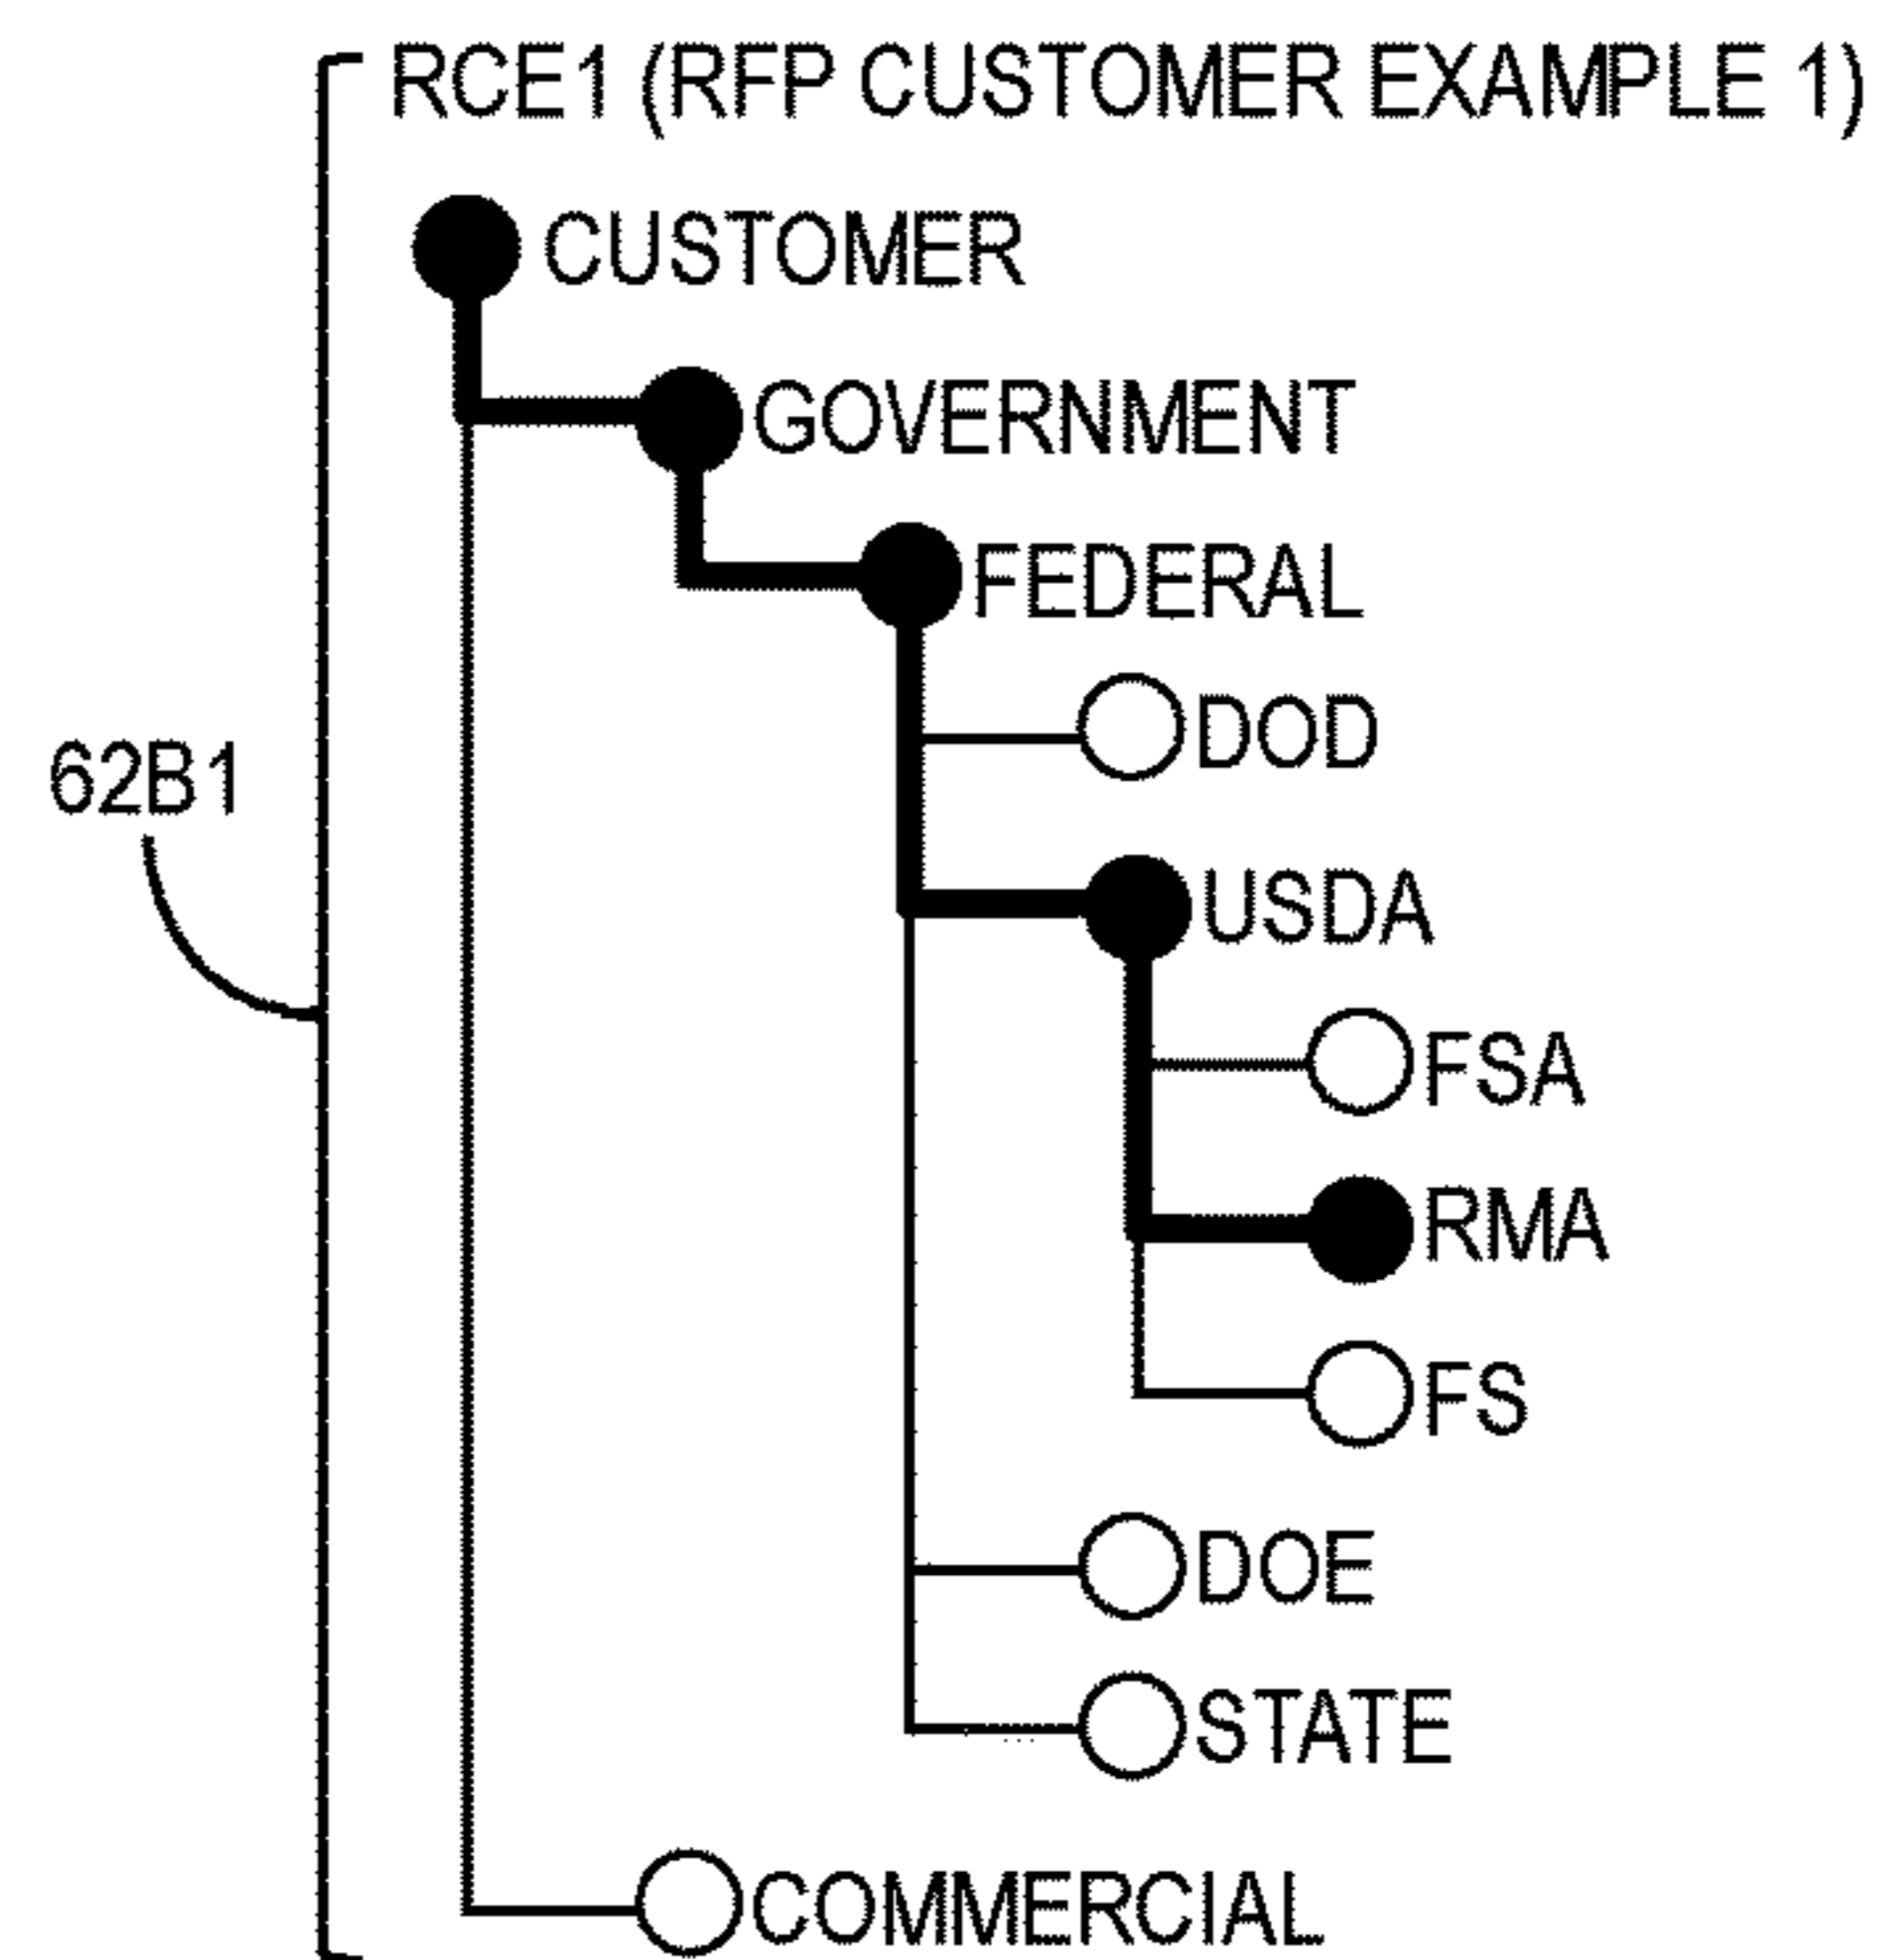 RCE1 (RFP CUSTOMER EXAMPLE 1)
CUSTOMER
GOVERNMENT
FEDERAL
DOD
62B1
USDA
FSA
RMA
FS
DOE
STATE
COMMERCIAL